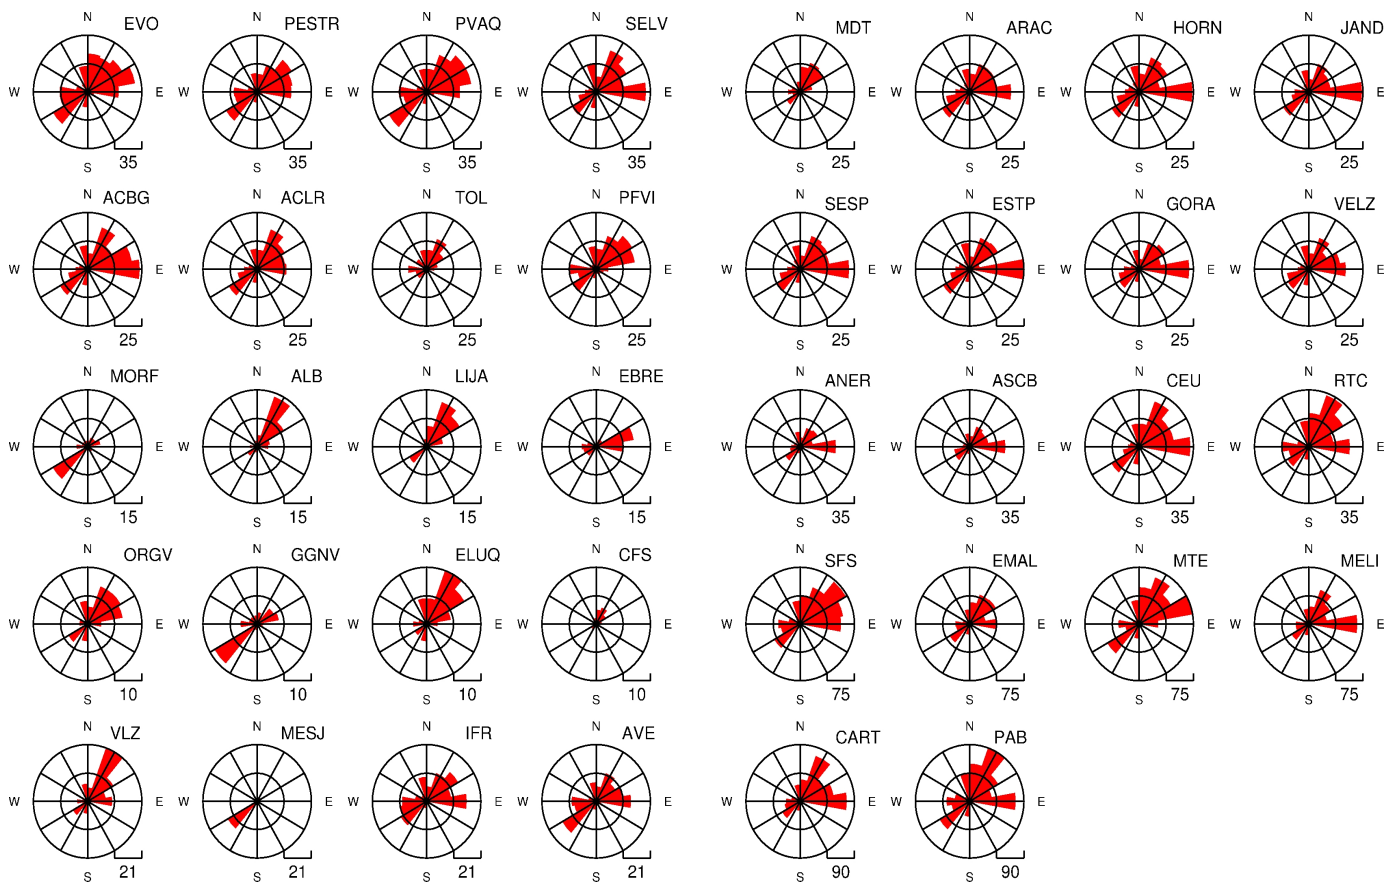 N EVO W E S 35
N PESTR W E S 35
N PVAQ W E S 35
N SELV W E S 35
N MDT W E S 25
N ARAC W E S 25
N HORN W E S 25
N JAND W E S 25
N ACBG W E S 25
N ACLR W E S 25
N TOL W E S 25
N PFVI W E S 25
N SESP W E S 25
N ESTP W E S 25
N GORA W E S 25
N VELZ W E S 25
N MORF W E S 15
N ALB W E S 15
N LIJA W E S 15
N EBRE W E S 15
N ANER W E S 35
N ASCB W E S 35
N CEU W E S 35
N RTC W E S 35
N ORGV W E S 10
N GGNV W E S 10
N ELUQ W E S 10
N CFS W E S 10
N SFS W E S 75
N EMAL W E S 75
N MTE W E S 75
N MELI W E S 75
N VLZ W E S 21
N MESJ W E S 21
N IFR W E S 21
N AVE W E S 21
N CART W E S 90
N PAB W E S 90